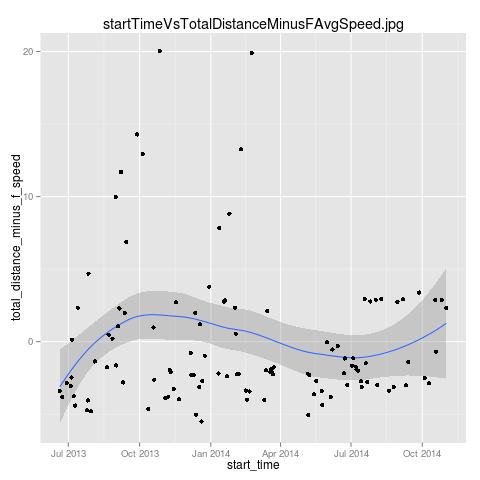 startTimeVsTotalDistanceMinusFAvgSpeed.jpg
total_distance_minus_f_speed
20
10
0
Jul 2013 Oct 2013 Jan 2014 Apr 2014 Jul 2014 Oct 2014
start_time